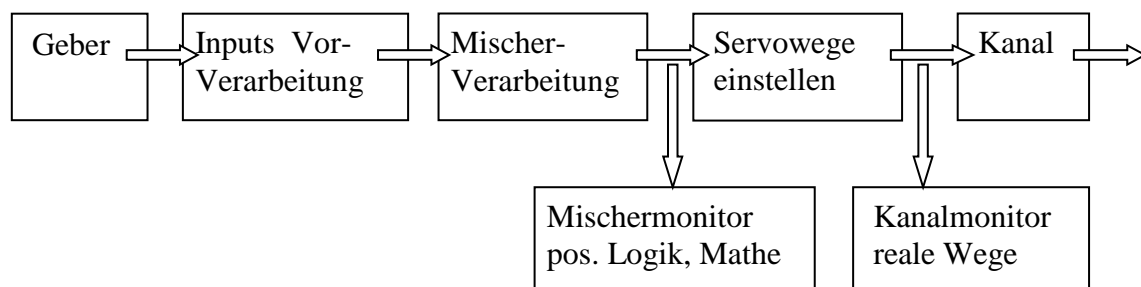 Geber
Inputs Vor-
Verarbeitung
Mischer-
Verarbeitung
Servowege
einstellen
Kanal
Mischermonitor
pos. Logik, Mathe
Kanalmonitor
reale Wege